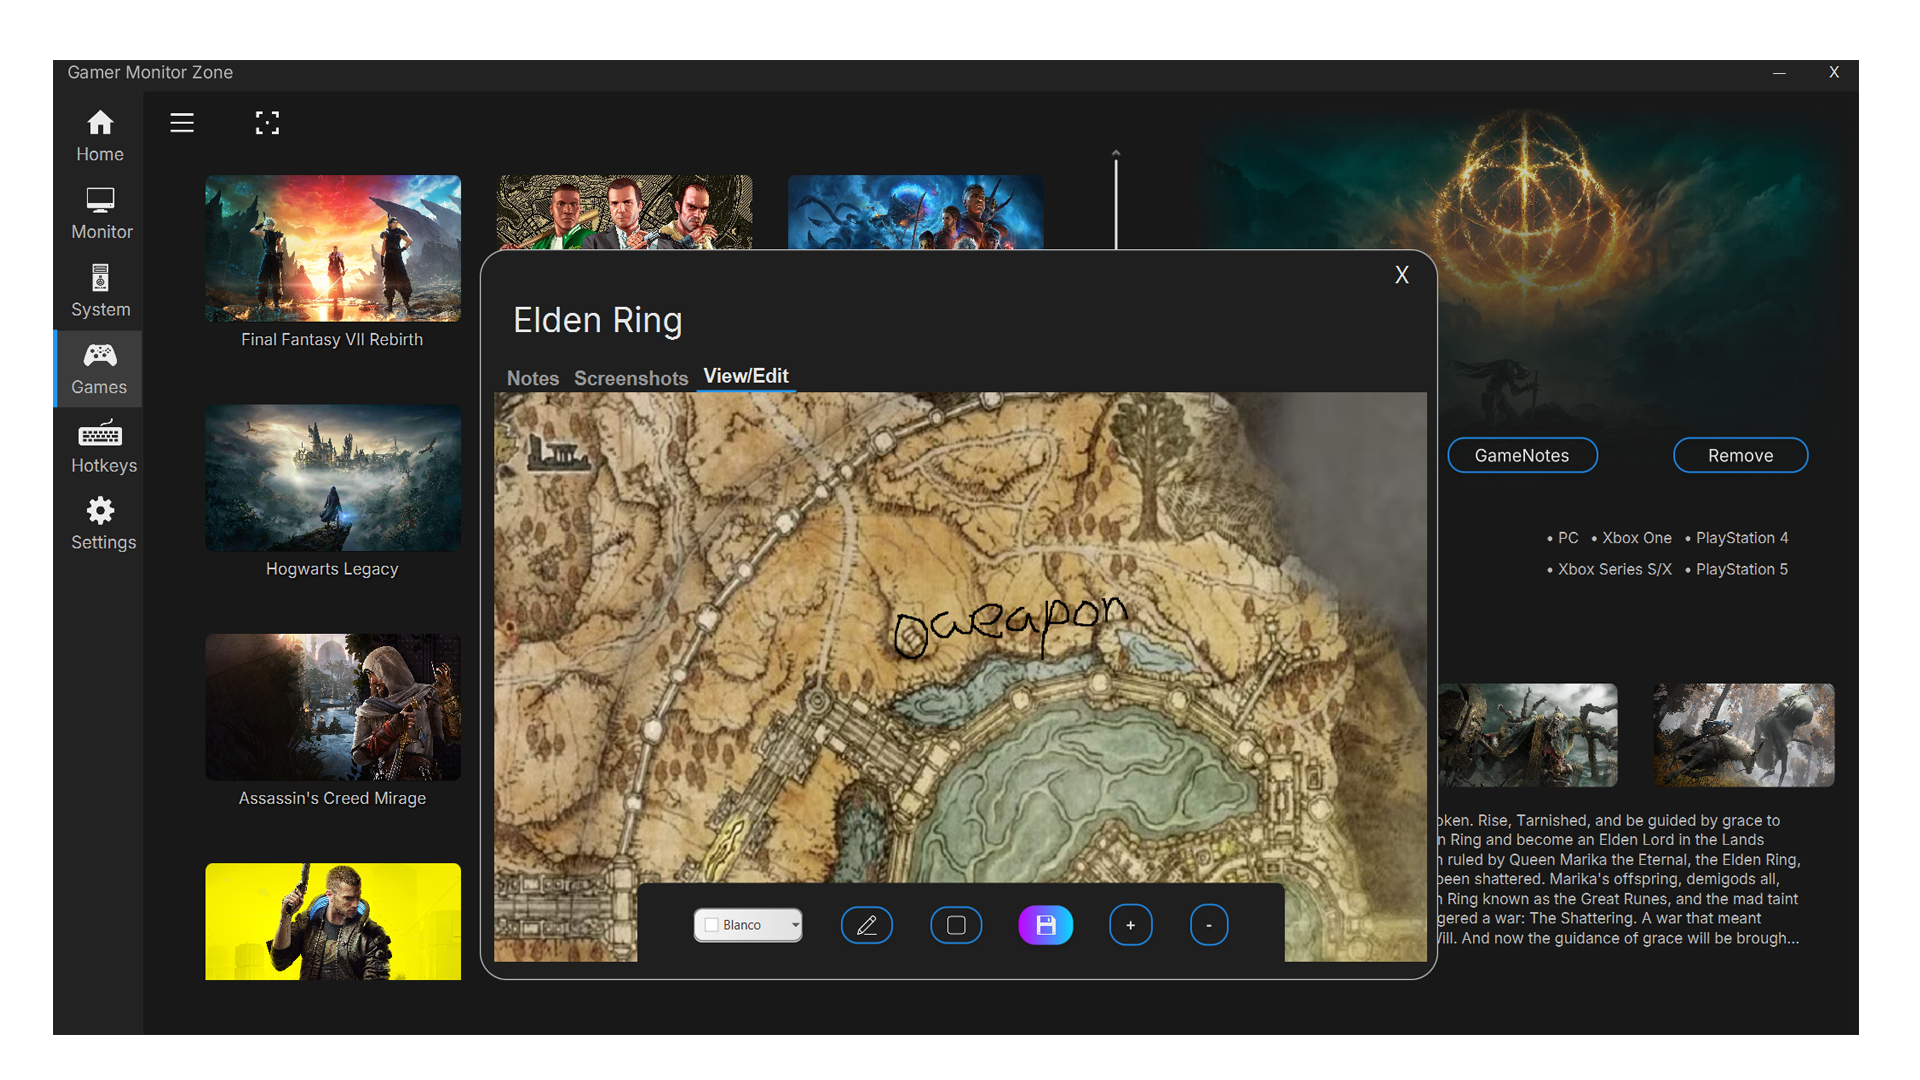 Gamer Monitor Zone
— X
Home
Monitor
System
Games
Hotkeys
Settings
Final Fantasy VII Rebirth
Hogwarts Legacy
Assassin's Creed Mirage
X
Elden Ring
Notes Screenshots View/Edit
weapon
Blanco
+ -
GameNotes Remove
• PC • Xbox One • PlayStation 4
• Xbox Series S/X • PlayStation 5
ken. Rise, Tarnished, and be guided by grace to
Ring and become an Elden Lord in the Lands
ruled by Queen Marika the Eternal, the Elden Ring,
been shattered. Marika's offspring, demigods all,
Ring known as the Great Runes, and the mad taint
gered a war: The Shattering. A war that meant
ill. And now the guidance of grace will be brough...